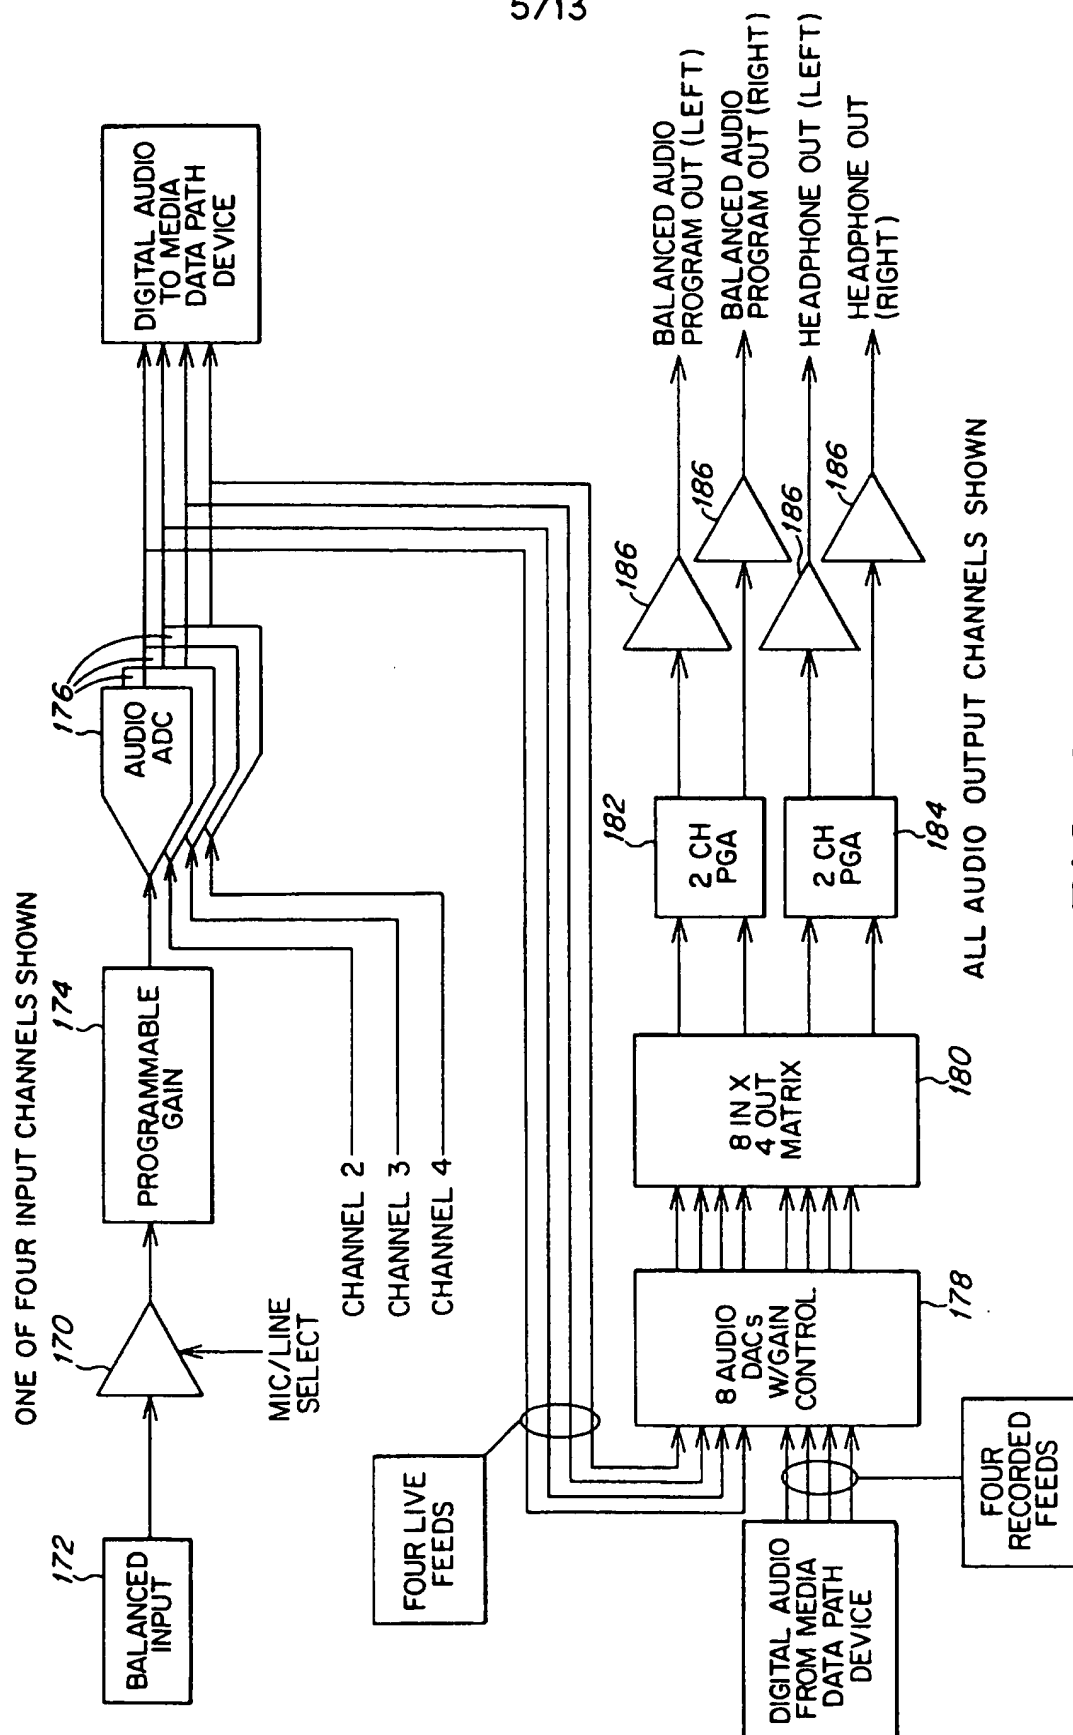 5/13
ONE OF FOUR INPUT CHANNELS SHOWN
172
BALANCED
INPUT
170
MIC/LINE
SELECT
174
PROGRAMMABLE
GAIN
176
AUDIO
ADC
DIGITAL AUDIO
TO MEDIA
DATA PATH
DEVICE
CHANNEL 2
CHANNEL 3
CHANNEL 4
FOUR LIVE
FEEDS
DIGITAL AUDIO
FROM MEDIA
DATA PATH
DEVICE
FOUR
RECORDED
FEEDS
8 AUDIO
DACs
W/GAIN
CONTROL
178
8 IN X
4 OUT
MATRIX
180
182
2 CH
PGA
2 CH
PGA
184
186
186
186
186
BALANCED AUDIO
PROGRAM OUT (LEFT)
BALANCED AUDIO
PROGRAM OUT (RIGHT)
HEADPHONE OUT (LEFT)
HEADPHONE OUT
(RIGHT)
ALL AUDIO OUTPUT CHANNELS SHOWN